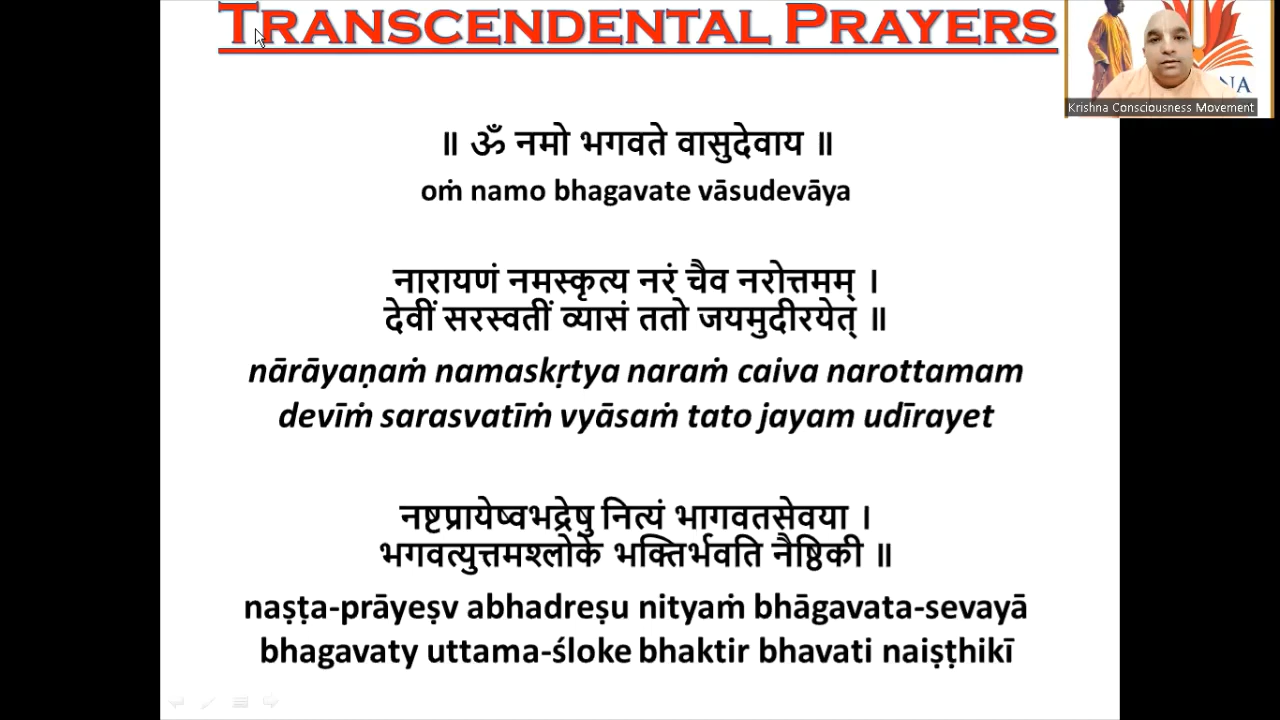 TRANSCENDENTAL PRAYERS
NA
Krishna Consciousness Movement
॥ ॐ नमो भगवते वासुदेवाय ॥
oṁ namo bhagavate vāsudevāya
नारायणं नमस्कृत्य नरं चैव नरोत्तमम् ।
देवीं सरस्वतीं व्यासं ततो जयमुदीरयेत् ॥
nārāyaṇaṁ namaskṛtya naraṁ caiva narottamam
devīṁ sarasvatīṁ vyāsaṁ tato jayam udīrayet
नष्टप्रायेष्वभद्रेषु नित्यं भागवतसेवया ।
भगवत्युत्तमश्लोके भक्तिर्भवति नैष्ठिकी ॥
naṣṭa-prāyeṣv abhadreṣu nityaṁ bhāgavata-sevayā
bhagavaty uttama-śloke bhaktir bhavati naiṣṭhikī